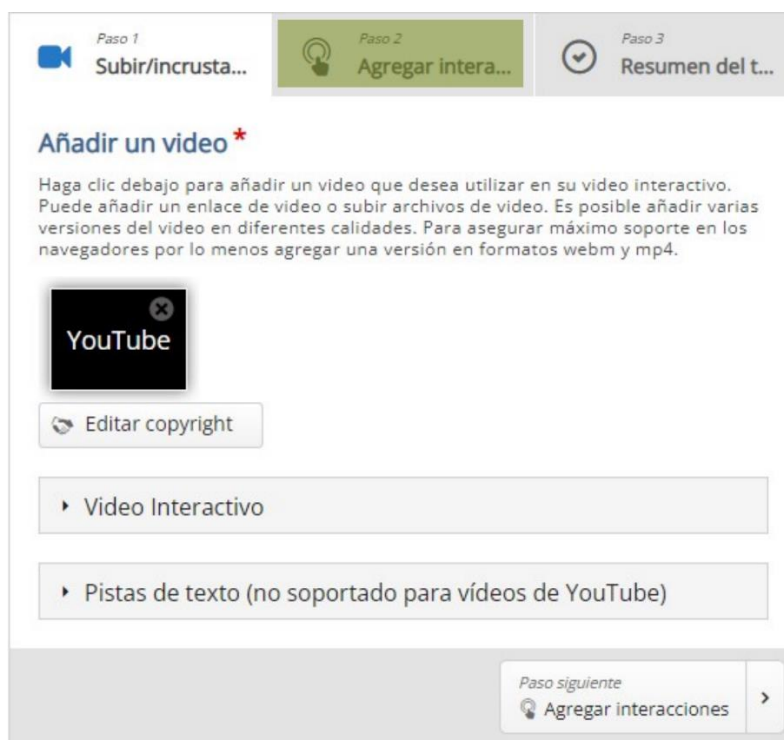 Paso 1
Subir/incrusta...
Paso 2
Agregar intera...
Paso 3
Resumen del t...
Añadir un video *
Haga clic debajo para añadir un video que desea utilizar en su video interactivo.
Puede añadir un enlace de video o subir archivos de video. Es posible añadir varias
versiones del video en diferentes calidades. Para asegurar máximo soporte en los
navegadores por lo menos agregar una versión en formatos webm y mp4.
YouTube
Editar copyright
Video Interactivo
Pistas de texto (no soportado para vídeos de YouTube)
Paso siguiente
Agregar interacciones